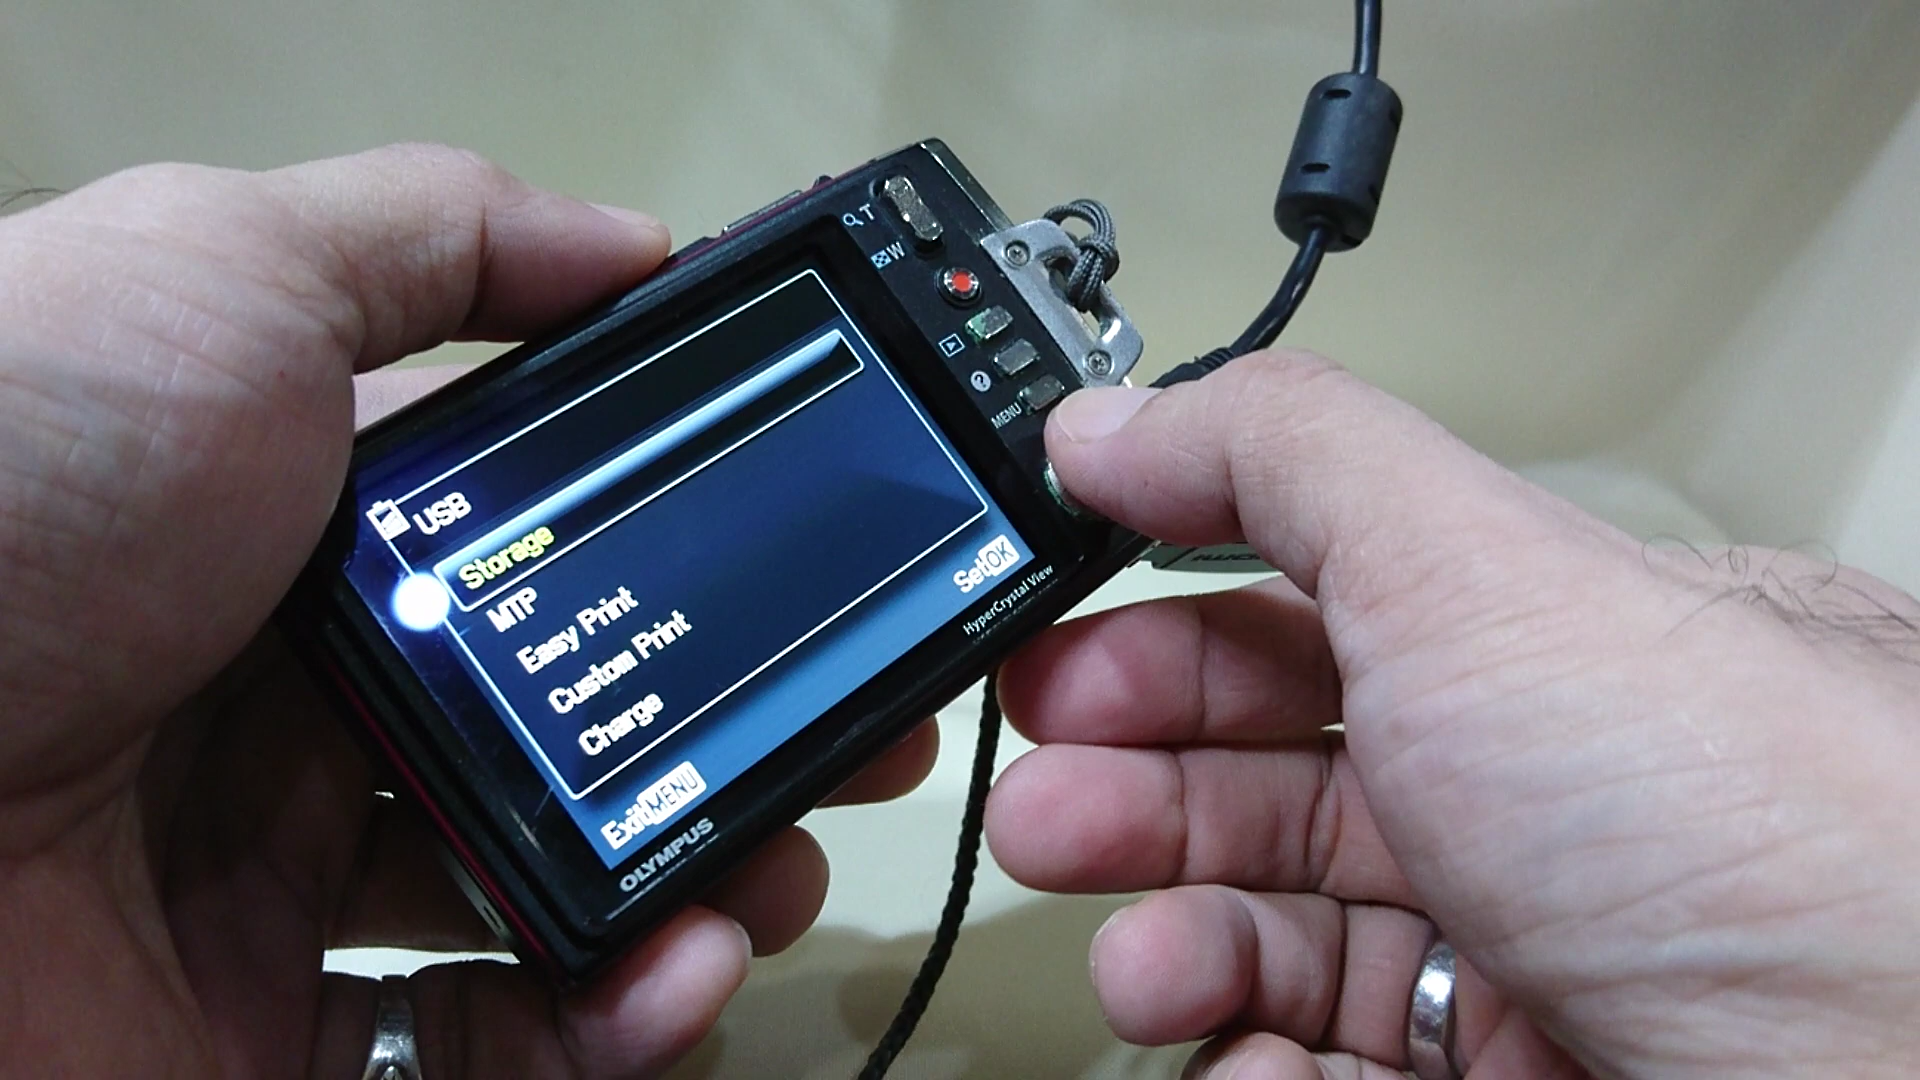 T
W
MENU
USB
Storage
MTP
Easy Print
Custom Print
Charge
Set OK
Exit MENU
HyperCrystal View
OLYMPUS